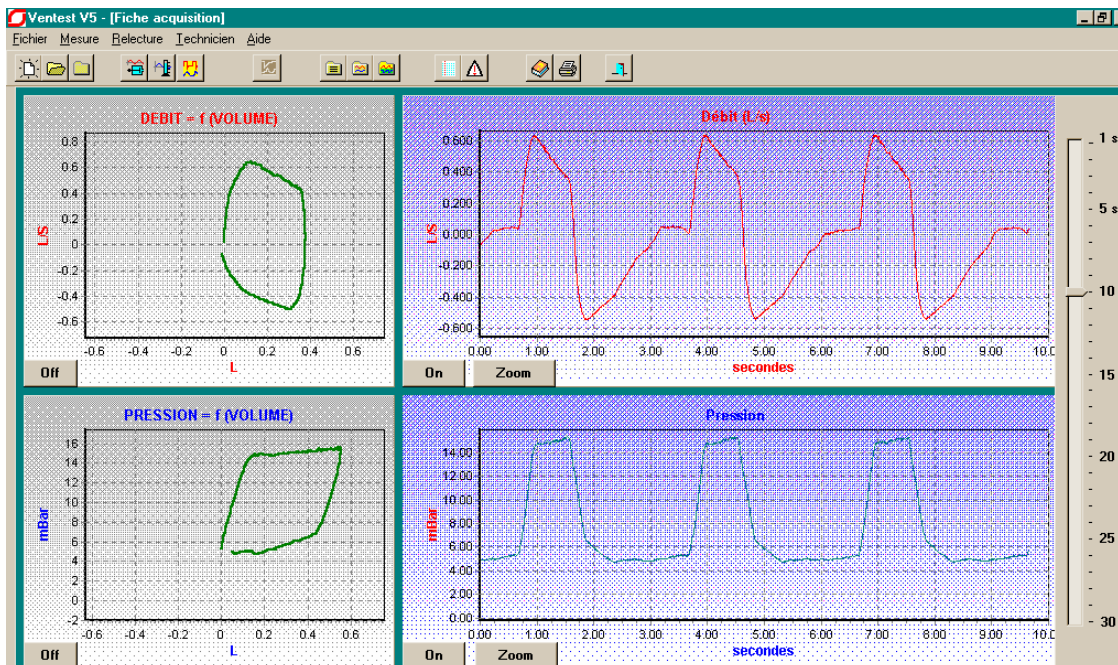 Ventest V5 - [Fiche acquisition]
Fichier Mesure Relecture Technicien Aide
DEBIT = f (VOLUME)
0.8
0.6
0.4
0.2
0
-0.2
-0.4
-0.6
L/S
-0.6 -0.4 -0.2 0 0.2 0.4 0.6
L
Off
Débit (L/s)
0.600
0.400
0.200
0.000
-0.200
-0.400
-0.600
L/S
0.00 1.00 2.00 3.00 4.00 5.00 6.00 7.00 8.00 9.00 10.0
secondes
On Zoom
PRESSION = f (VOLUME)
16
14
12
10
8
6
4
2
0
-2
mBar
-0.6 -0.4 -0.2 0 0.2 0.4 0.6
L
Off
Pression
14.00
12.00
10.00
8.00
6.00
4.00
2.00
0.00
mBar
0.00 1.00 2.00 3.00 4.00 5.00 6.00 7.00 8.00 9.00 10.0
secondes
On Zoom
1 s
5 s
10
15
20
25
30